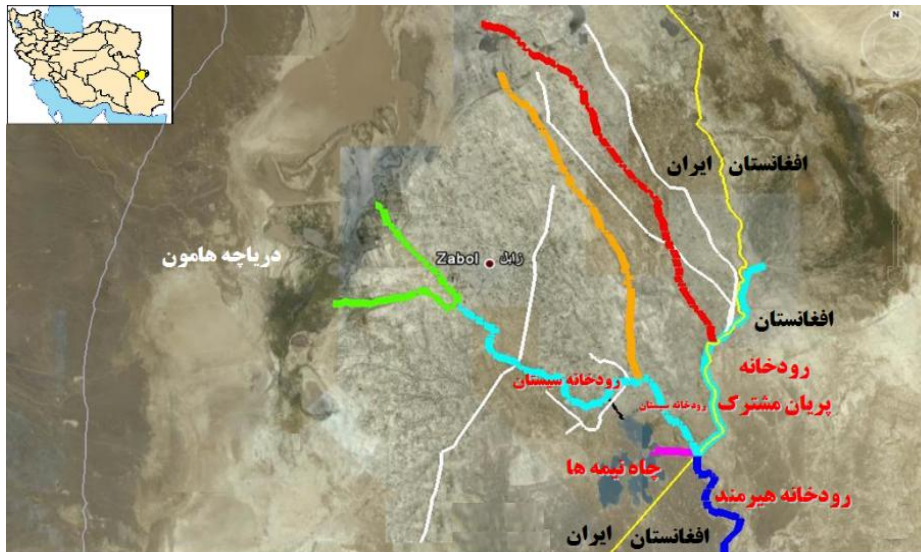 N
افغانستان
ایران
دریاچه هامون
Zabol
زابل
افغانستان
رودخانه
پریان مشترک
رودخانه سیستان
رودخانه سیستان
چاه نیمه ها
رودخانه هیرمند
افغانستان
ایران